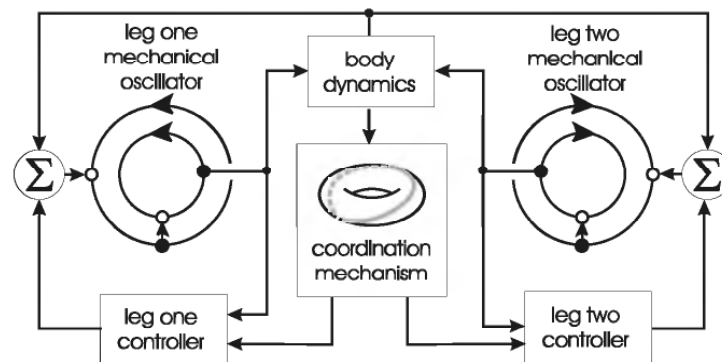 leg one
mechanical
oscillator
body
dynamics
leg two
mechanical
oscillator
Σ
Σ
coordination
mechanism
leg one
controller
leg two
controller